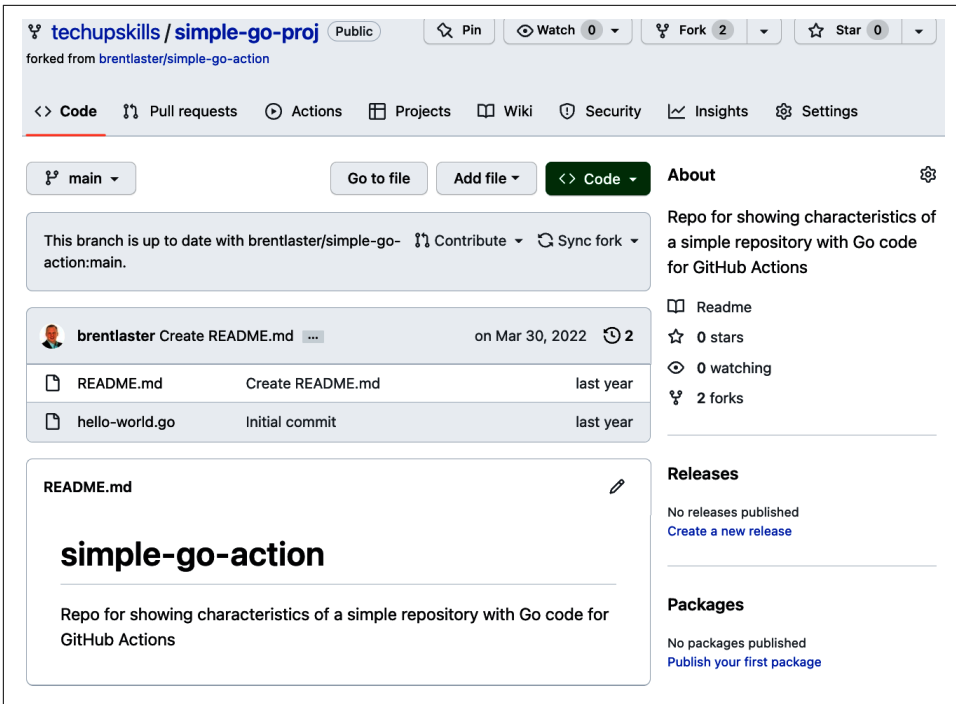 techupskills / simple-go-proj Public Pin Watch 0 Fork 2 Star 0
forked from brentlaster/simple-go-action
<> Code Pull requests Actions Projects Wiki Security Insights Settings
main Go to file Add file <> Code
This branch is up to date with brentlaster/simple-go-
action:main.
Contribute Sync fork
brentlaster Create README.md ... on Mar 30, 2022 2
README.md Create README.md last year
hello-world.go Initial commit last year
README.md
simple-go-action
Repo for showing characteristics of a simple repository with Go code for
GitHub Actions
About
Repo for showing characteristics of
a simple repository with Go code
for GitHub Actions
Readme
0 stars
0 watching
2 forks
Releases
No releases published
Create a new release
Packages
No packages published
Publish your first package